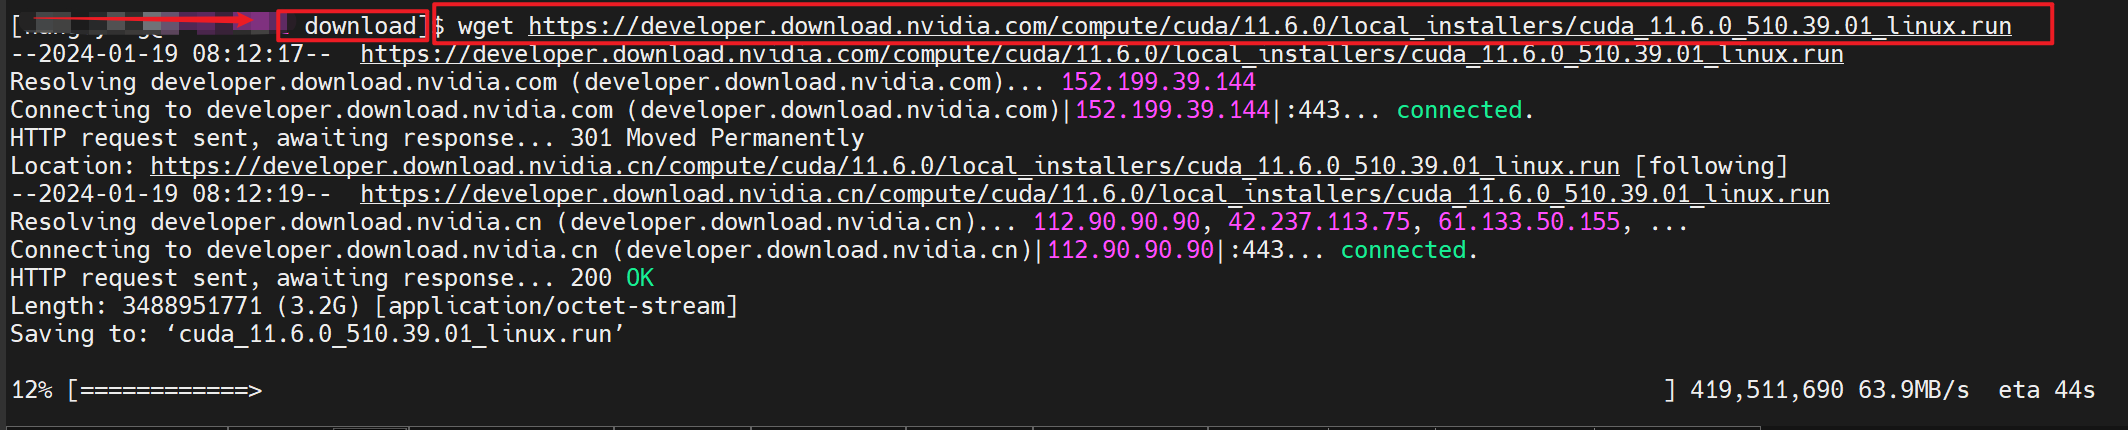 [ download]$ wget https://developer.download.nvidia.com/compute/cuda/11.6.0/local_installers/cuda_11.6.0_510.39.01_linux.run
--2024-01-19 08:12:17--  https://developer.download.nvidia.com/compute/cuda/11.6.0/local_installers/cuda_11.6.0_510.39.01_linux.run
Resolving developer.download.nvidia.com (developer.download.nvidia.com)... 152.199.39.144
Connecting to developer.download.nvidia.com (developer.download.nvidia.com)|152.199.39.144|:443... connected.
HTTP request sent, awaiting response... 301 Moved Permanently
Location: https://developer.download.nvidia.cn/compute/cuda/11.6.0/local_installers/cuda_11.6.0_510.39.01_linux.run [following]
--2024-01-19 08:12:19--  https://developer.download.nvidia.cn/compute/cuda/11.6.0/local_installers/cuda_11.6.0_510.39.01_linux.run
Resolving developer.download.nvidia.cn (developer.download.nvidia.cn)... 112.90.90.90, 42.237.113.75, 61.133.50.155, ...
Connecting to developer.download.nvidia.cn (developer.download.nvidia.cn)|112.90.90.90|:443... connected.
HTTP request sent, awaiting response... 200 OK
Length: 3488951771 (3.2G) [application/octet-stream]
Saving to: ‘cuda_11.6.0_510.39.01_linux.run’
12% [============> ] 419,511,690 63.9MB/s  eta 44s